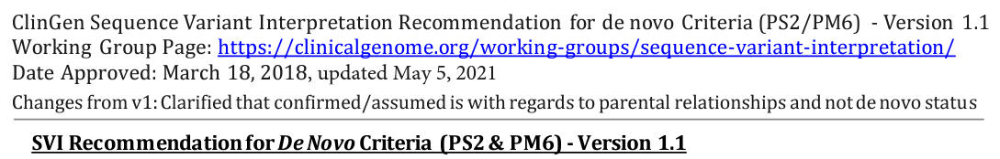 ClinGen Sequence Variant Interpretation Recommendation for de novo Criteria (PS2/PM6) - Version 1.1
Working Group Page: https://clinicalgenome.org/working-groups/sequence-variant-interpretation/
Date Approved: March 18, 2018, updated May 5, 2021
Changes from v1: Clarified that confirmed/assumed is with regards to parental relationships and not de novo status
SVI Recommendation for De Novo Criteria (PS2 & PM6) - Version 1.1